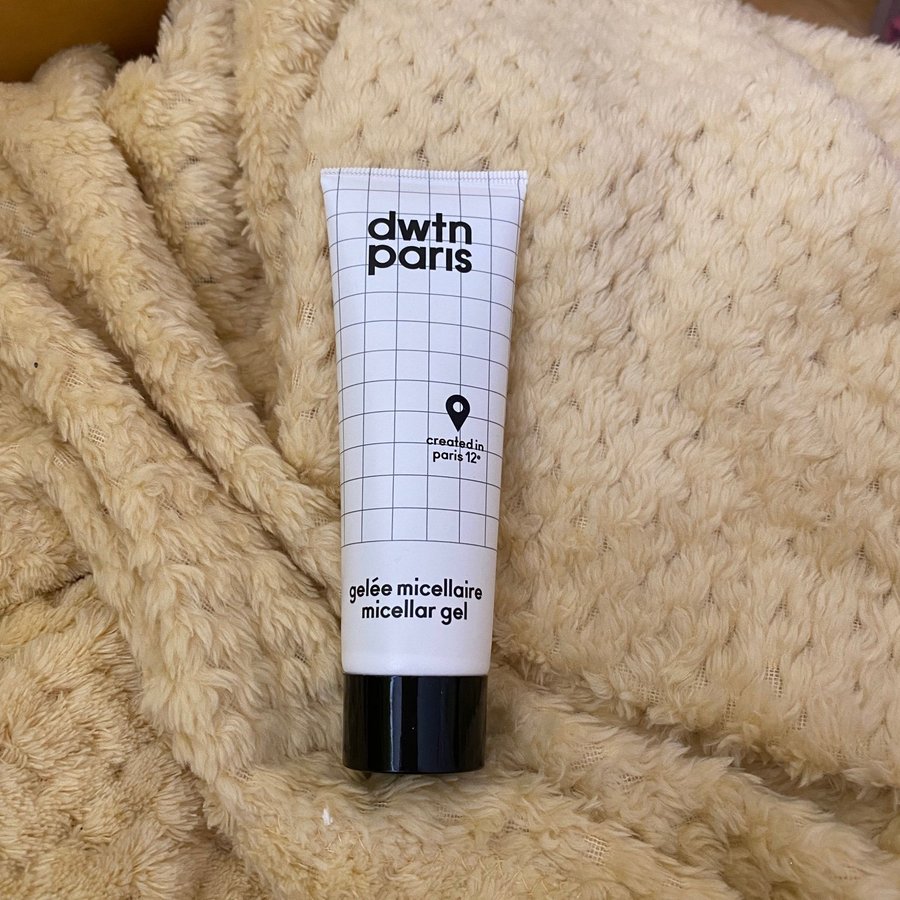 dwtn
paris
created in
paris 12e
gelée micellaire
micellar gel